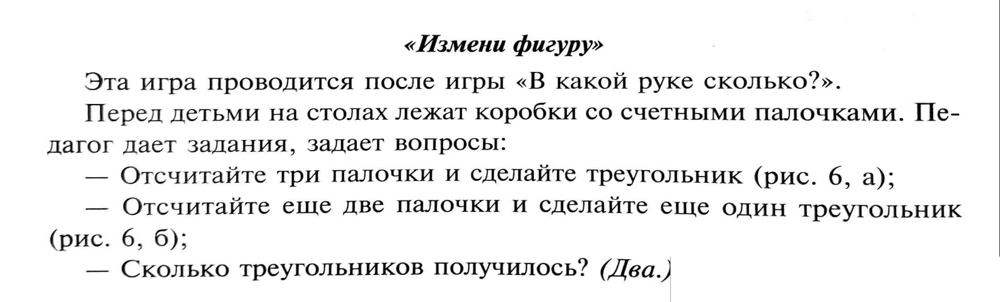 «Измени фигуру»
Эта игра проводится после игры «В какой руке сколько?».
Перед детьми на столах лежат коробки со счетными палочками. Пе-
дагог дает задания, задает вопросы:
— Отсчитайте три палочки и сделайте треугольник (рис. 6, а);
— Отсчитайте еще две палочки и сделайте еще один треугольник
(рис. 6, б);
— Сколько треугольников получилось? (Два.)